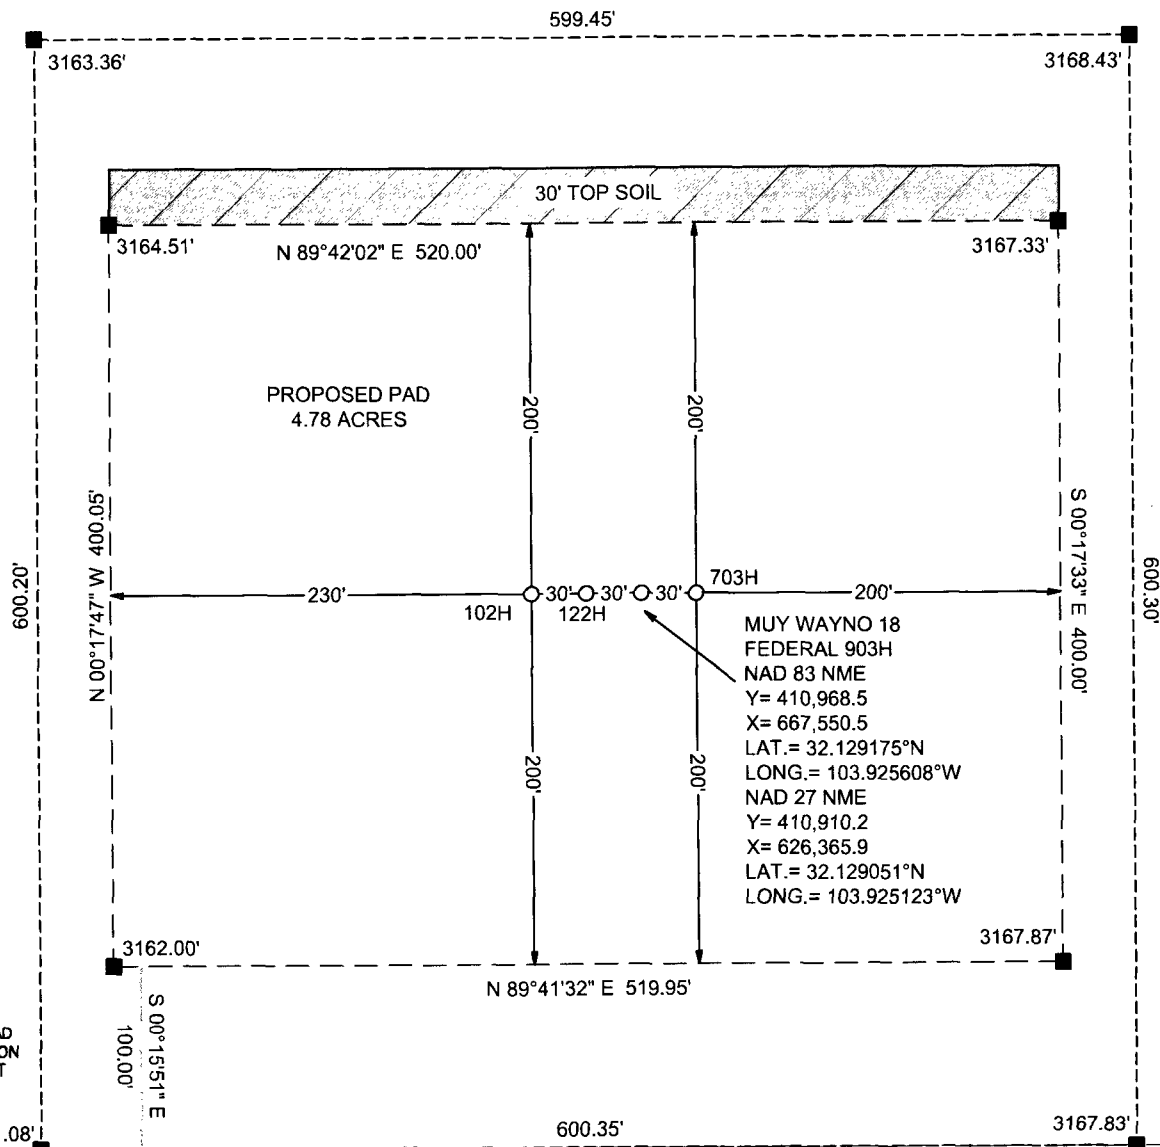 599.45'
3163.36'
3168.43'
30' TOP SOIL
3164.51'
N 89°42'02" E 520.00'
3167.33'
PROPOSED PAD
4.78 ACRES
200'
200'
N 00°17'47" W 400.05'
S 00°17'33" E 400.00'
600.20'
600.30'
230'
30'
30'
30'
200'
102H
122H
703H
MUY WAYNO 18
FEDERAL 903H
NAD 83 NME
Y= 410,968.5
X= 667,550.5
LAT.= 32.129175°N
LONG.= 103.925608°W
NAD 27 NME
Y= 410,910.2
X= 626,365.9
LAT.= 32.129051°N
LONG.= 103.925123°W
200'
200'
3162.00'
3167.87'
N 89°41'32" E 519.95'
S 00°15'51" E
100.00'
ON
T
.08'
600.35'
3167.83'